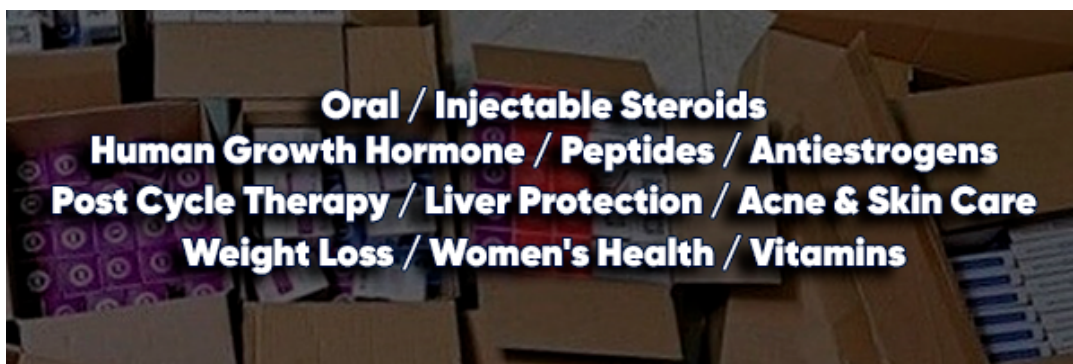 Oral / Injectable Steroids
Human Growth Hormone / Peptides / Antiestrogens
Post Cycle Therapy / Liver Protection / Acne & Skin Care
Weight Loss / Women's Health / Vitamins